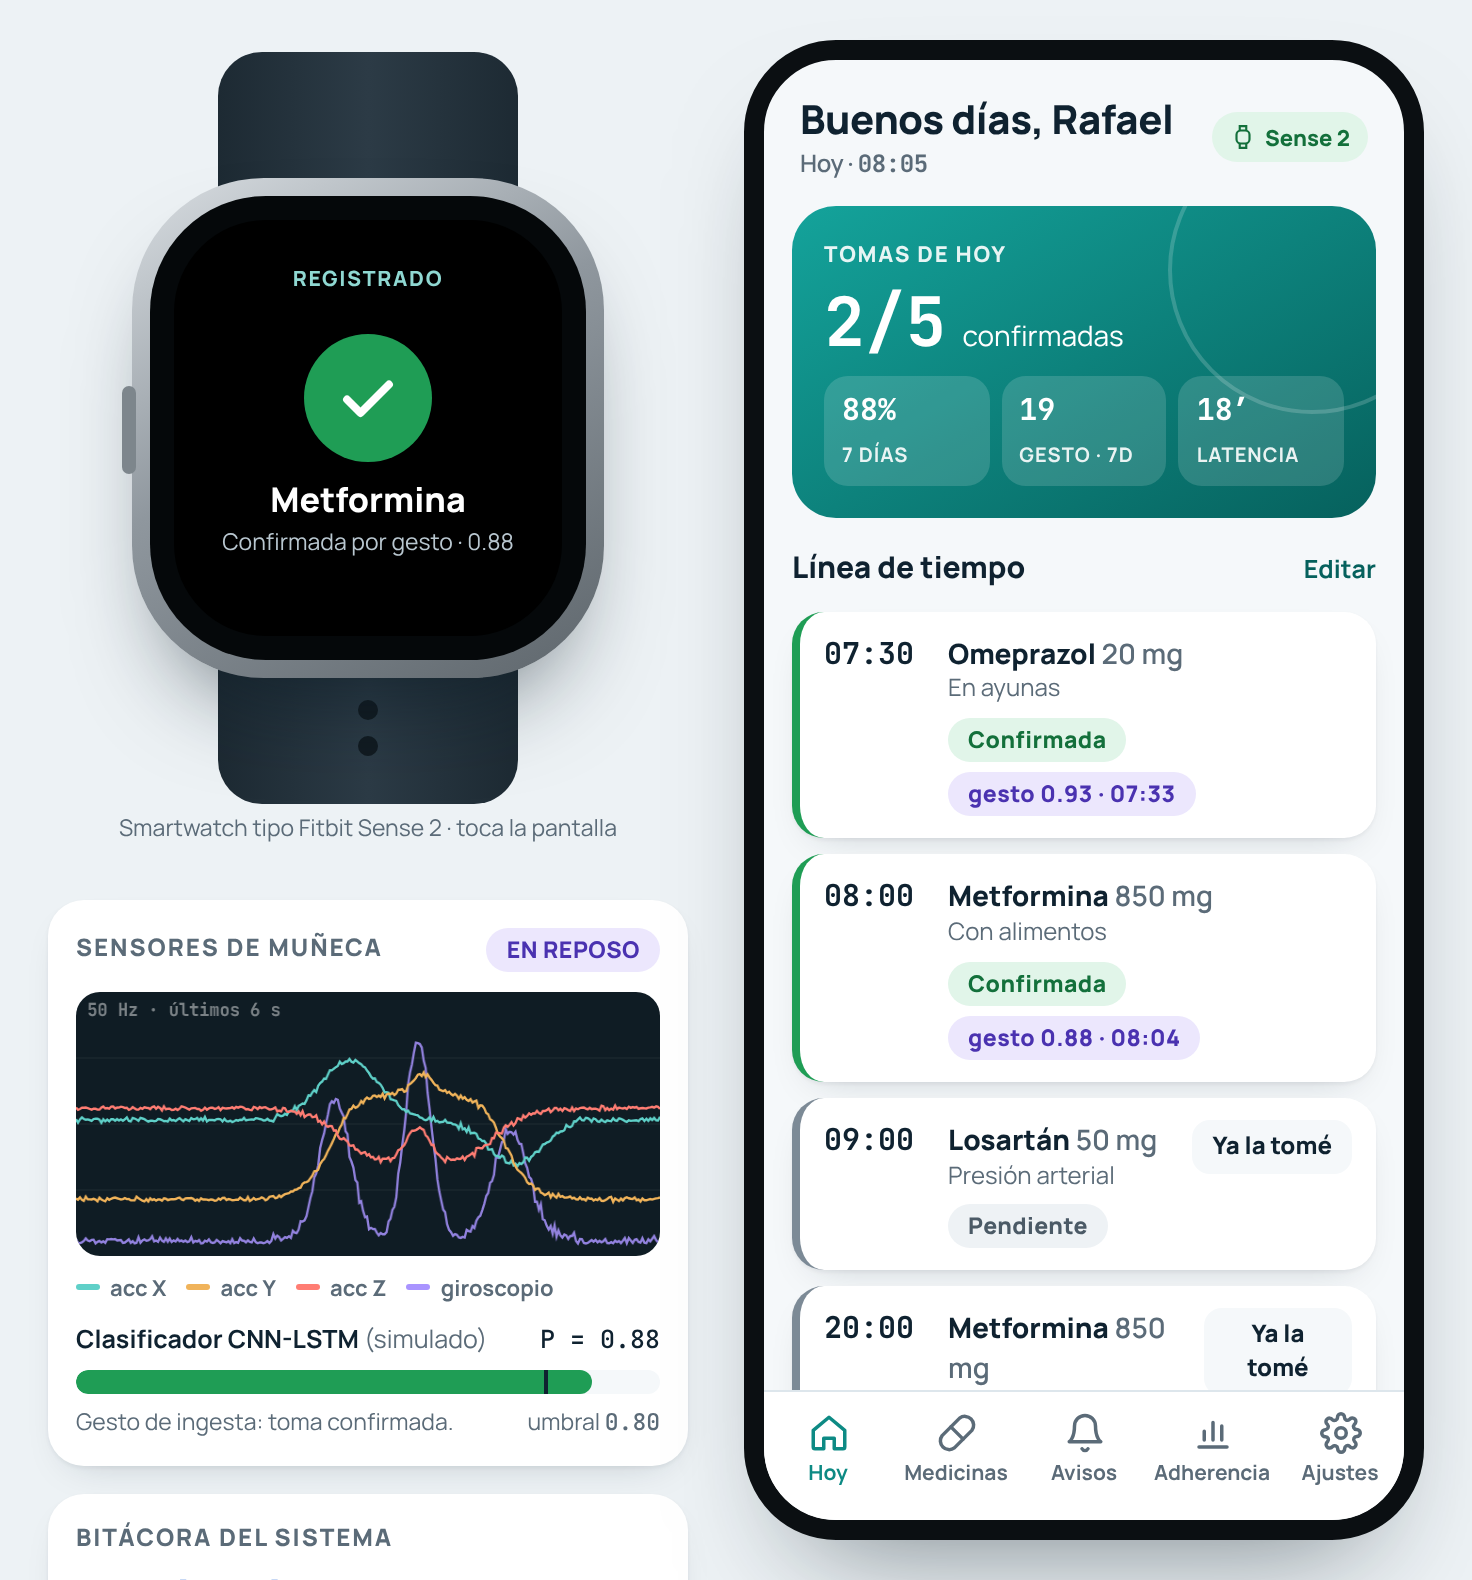 REGISTRADO
Metformina
Confirmada por gesto · 0.88
Smartwatch tipo Fitbit Sense 2 · toca la pantalla
SENSORES DE MUÑECA
EN REPOSO
50 Hz · últimos 6 s
acc X
acc Y
acc Z
giroscopio
Clasificador CNN-LSTM (simulado)
P = 0.88
Gesto de ingesta: toma confirmada.
umbral 0.80
BITÁCORA DEL SISTEMA
Buenos días, Rafael
Hoy · 08:05
Sense 2
TOMAS DE HOY
2/5 confirmadas
88%
7 DÍAS
19
GESTO · 7D
18′
LATENCIA
Línea de tiempo
Editar
07:30
Omeprazol 20 mg
En ayunas
Confirmada
gesto 0.93 · 07:33
08:00
Metformina 850 mg
Con alimentos
Confirmada
gesto 0.88 · 08:04
09:00
Losartán 50 mg
Presión arterial
Pendiente
Ya la tomé
20:00
Metformina 850
mg
Ya la
tomé
Hoy
Medicinas
Avisos
Adherencia
Ajustes